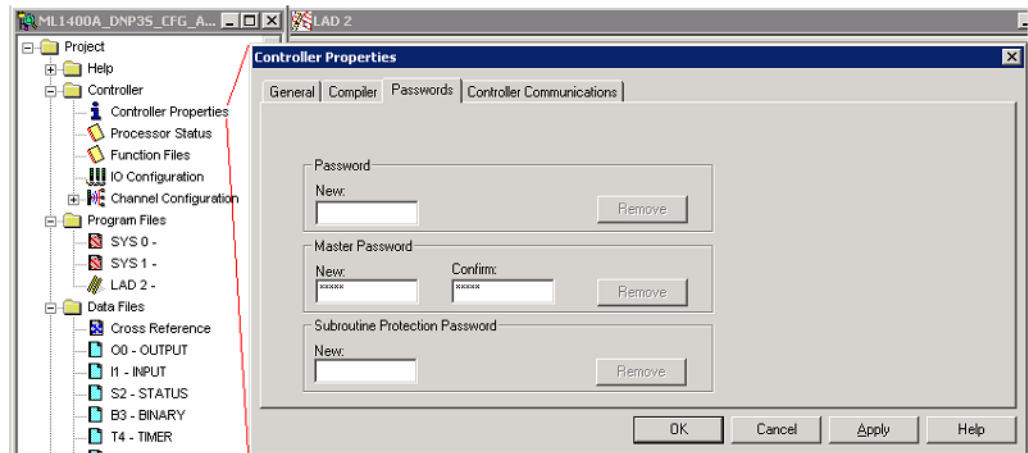 ML1400A_DNP3S_CFG_A...
LAD 2
Project
Help
Controller
Controller Properties
Processor Status
Function Files
IO Configuration
Channel Configuration
Program Files
SYS 0 -
SYS 1 -
LAD 2 -
Data Files
Cross Reference
O0 - OUTPUT
I1 - INPUT
S2 - STATUS
B3 - BINARY
T4 - TIMER
Controller Properties
General Compiler Passwords Controller Communications
Password
New:
Remove
Master Password
New: Confirm:
xxxxx xxxxx
Remove
Subroutine Protection Password
New:
Remove
OK Cancel Apply Help